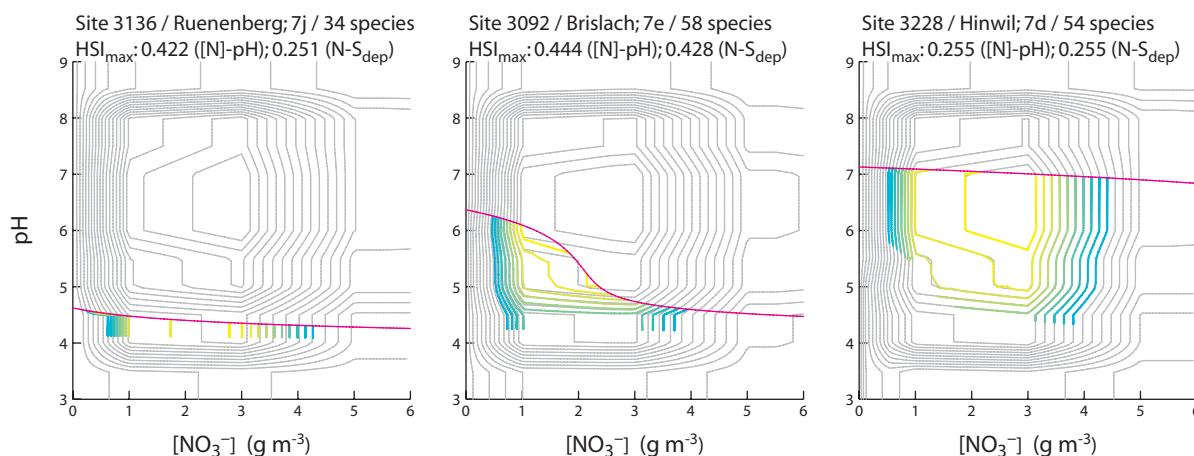 Site 3136 / Ruenenberg; 7j / 34 species
HSImax: 0.422 ([N]-pH); 0.251 (N-Sdep)
Site 3092 / Brislach; 7e / 58 species
HSImax: 0.444 ([N]-pH); 0.428 (N-Sdep)
Site 3228 / Hinwil; 7d / 54 species
HSImax: 0.255 ([N]-pH); 0.255 (N-Sdep)
pH
9
8
7
6
5
4
3
0 1 2 3 4 5 6
[NO3⁻] (g m⁻³)
9
8
7
6
5
4
3
0 1 2 3 4 5 6
[NO3⁻] (g m⁻³)
9
8
7
6
5
4
3
0 1 2 3 4 5 6
[NO3⁻] (g m⁻³)